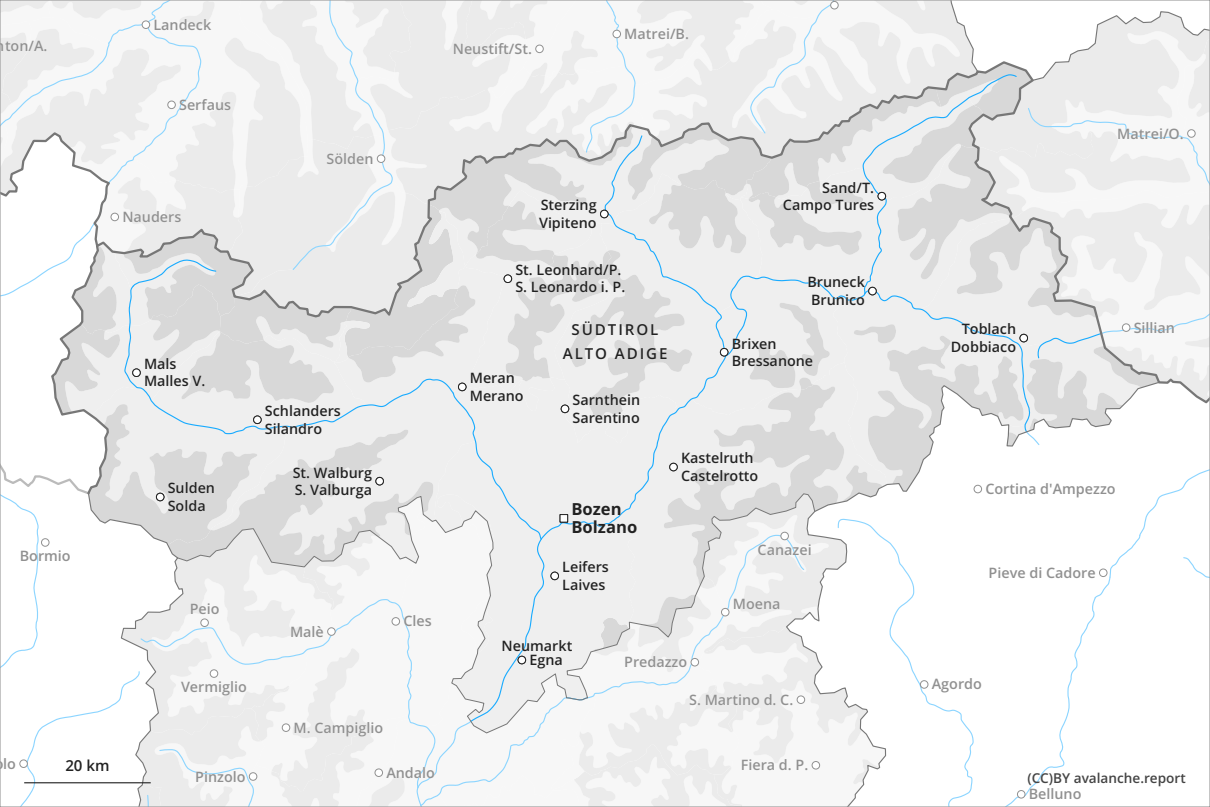 Landeck
nton/A.
Neustift/St.
Matrei/B.
Serfaus
Matrei/O.
Sölden
Nauders
Sand/T.
Campo Tures
Sterzing
Vipiteno
St. Leonhard/P.
S. Leonardo i. P.
Bruneck
Brunico
SÜDTIROL
ALTO ADIGE
Toblach
Dobbiaco
Sillian
Brixen
Bressanone
Mals
Malles V.
Meran
Merano
Schlanders
Silandro
Sarnthein
Sarentino
Kastelruth
Castelrotto
St. Walburg
S. Valburga
Sulden
Solda
Cortina d'Ampezzo
Bozen
Bolzano
Bormio
Canazei
Leifers
Laives
Pieve di Cadore
Peio
Moena
Malè
Cles
Neumarkt
Egna
Predazzo
Vermiglio
Agordo
S. Martino d. C.
M. Campiglio
olo
20 km
Fiera d. P.
Pinzolo
Andalo
(CC)BY avalanche.report
Belluno